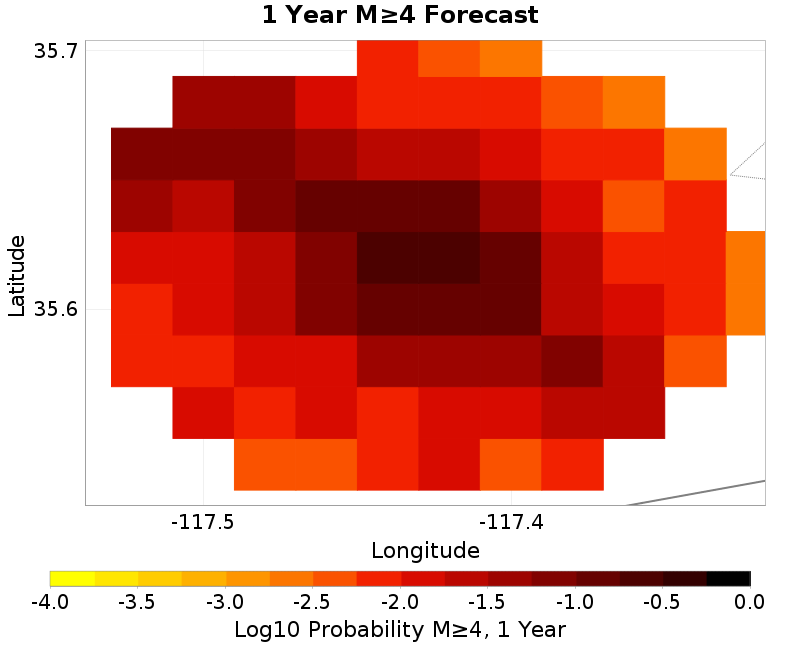 1 Year M≥4 Forecast
35.7
35.6
Latitude
-117.5 -117.4
Longitude
-4.0 -3.5 -3.0 -2.5 -2.0 -1.5 -1.0 -0.5 0.0
Log10 Probability M≥4, 1 Year